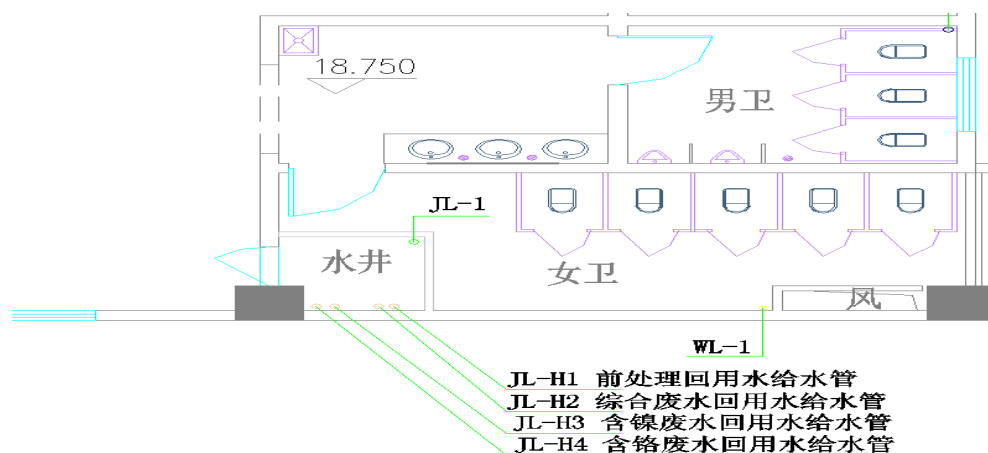 18.750
男卫
JL-1
水井
女卫
风
WL-1
JL-H1 前处理回用水给水管
JL-H2 综合废水回用水给水管
JL-H3 含镍废水回用水给水管
JL-H4 含铬废水回用水给水管